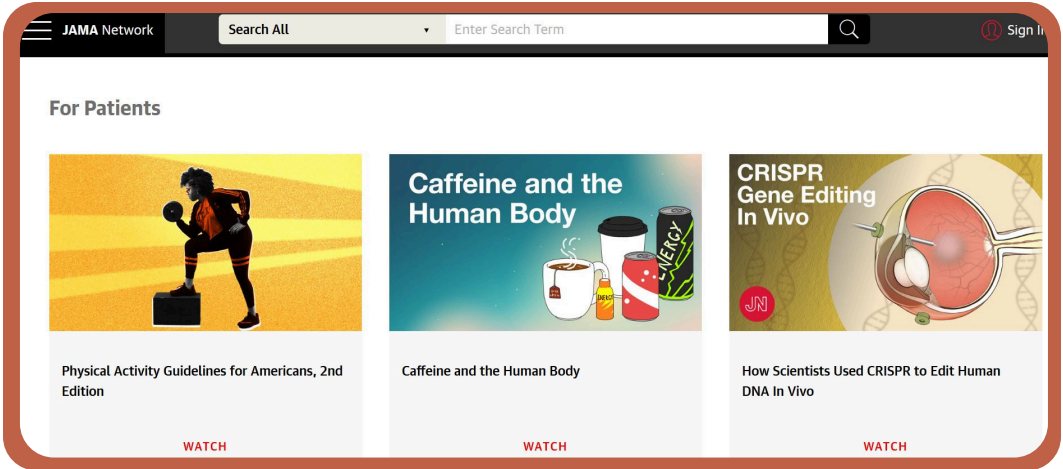 JAMA Network
Search All
Enter Search Term
Sign I
For Patients
Caffeine and the
Human Body
ENERGY
ENERGY
CRISPR
Gene Editing
In Vivo
JN
Physical Activity Guidelines for Americans, 2nd
Edition
Caffeine and the Human Body
How Scientists Used CRISPR to Edit Human
DNA In Vivo
WATCH
WATCH
WATCH